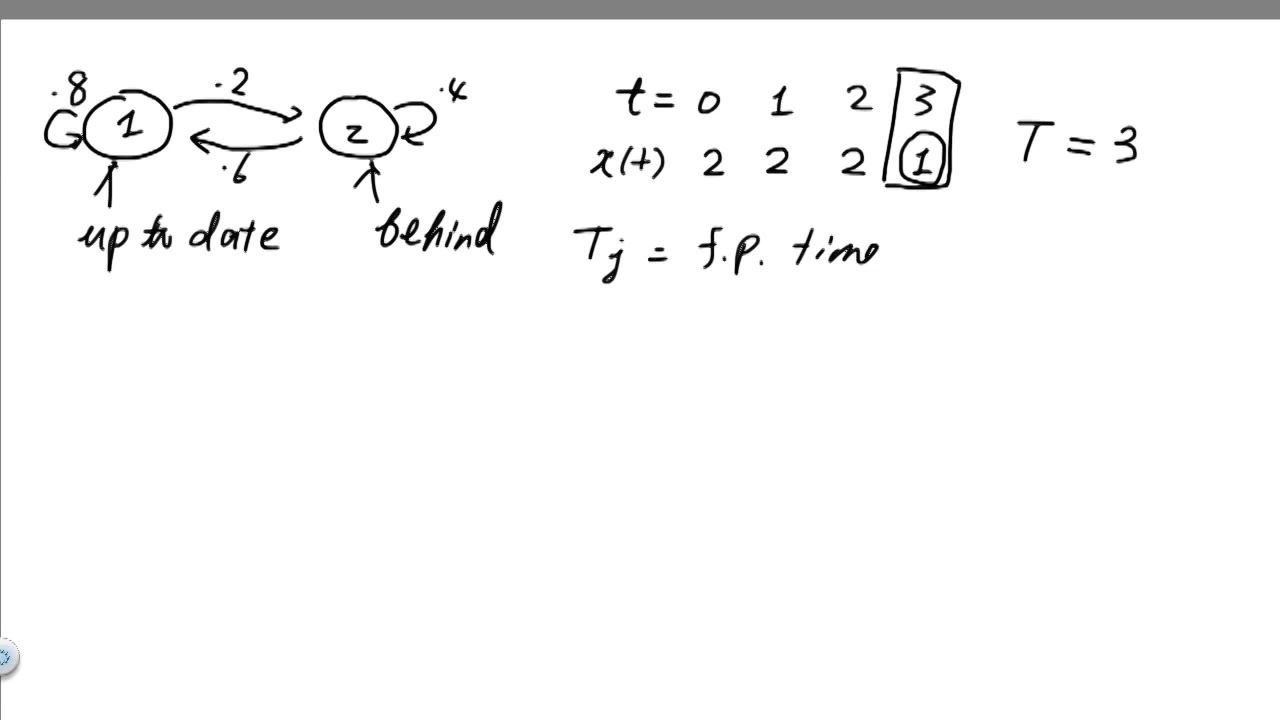 .8 .2 .4
1 2
.6
up to date behind
t = 0 1 2 3
x(t) 2 2 2 1
T = 3
Tj = f.p. time